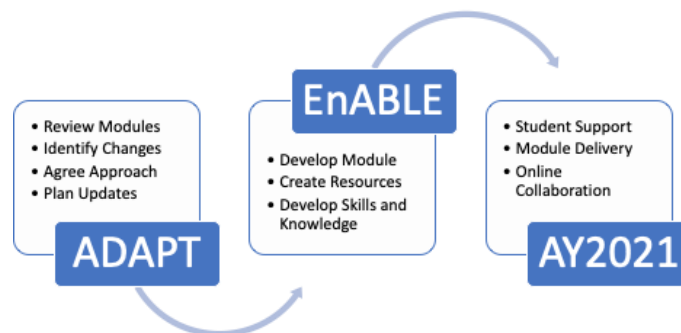 • Review Modules
• Identify Changes
• Agree Approach
• Plan Updates
ADAPT
EnABLE
• Develop Module
• Create Resources
• Develop Skills and
Knowledge
• Student Support
• Module Delivery
• Online
Collaboration
AY2021